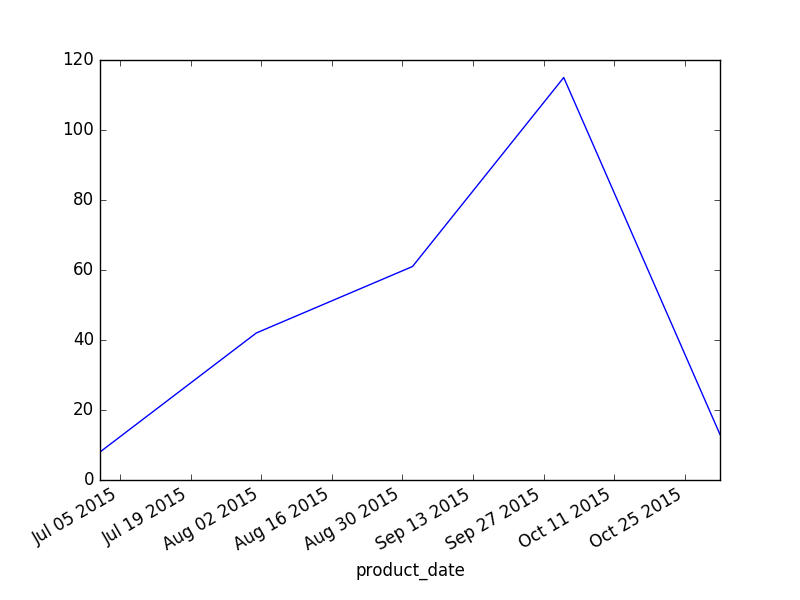 120
100
80
60
40
20
0
Jul 05 2015
Jul 19 2015
Aug 02 2015
Aug 16 2015
Aug 30 2015
Sep 13 2015
Sep 27 2015
Oct 11 2015
Oct 25 2015
product_date